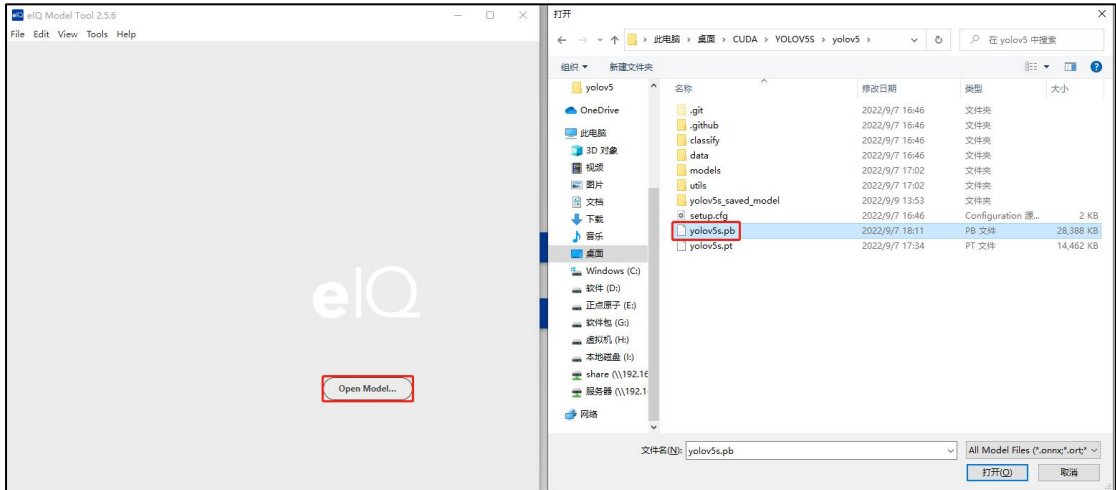 eIQ Model Tool 2.5.6
File Edit View Tools Help
eIQ
Open Model...
打开
此电脑 › 桌面 › CUDA › YOLOV5S › yolov5 ›
在 yolov5 中搜索
组织 新建文件夹
yolov5
OneDrive
此电脑
3D 对象
视频
图片
文档
下载
音乐
桌面
Windows (C:)
软件 (D:)
正点原子 (E:)
软件包 (G:)
虚拟机 (H:)
本地磁盘 (I:)
share (\\192.16
服务器 (\\192.1
网络
名称 修改日期 类型 大小
.git 2022/9/7 16:46 文件夹
.github 2022/9/7 16:46 文件夹
classify 2022/9/7 16:46 文件夹
data 2022/9/7 16:46 文件夹
models 2022/9/7 17:02 文件夹
utils 2022/9/7 17:02 文件夹
yolov5s_saved_model 2022/9/9 13:53 文件夹
setup.cfg 2022/9/7 16:46 Configuration 源... 2 KB
yolov5s.pb 2022/9/7 18:11 PB 文件 28,388 KB
yolov5s.pt 2022/9/7 17:34 PT 文件 14,462 KB
文件名(N): yolov5s.pb All Model Files (*.onnx;*.ort;*
打开(O) 取消